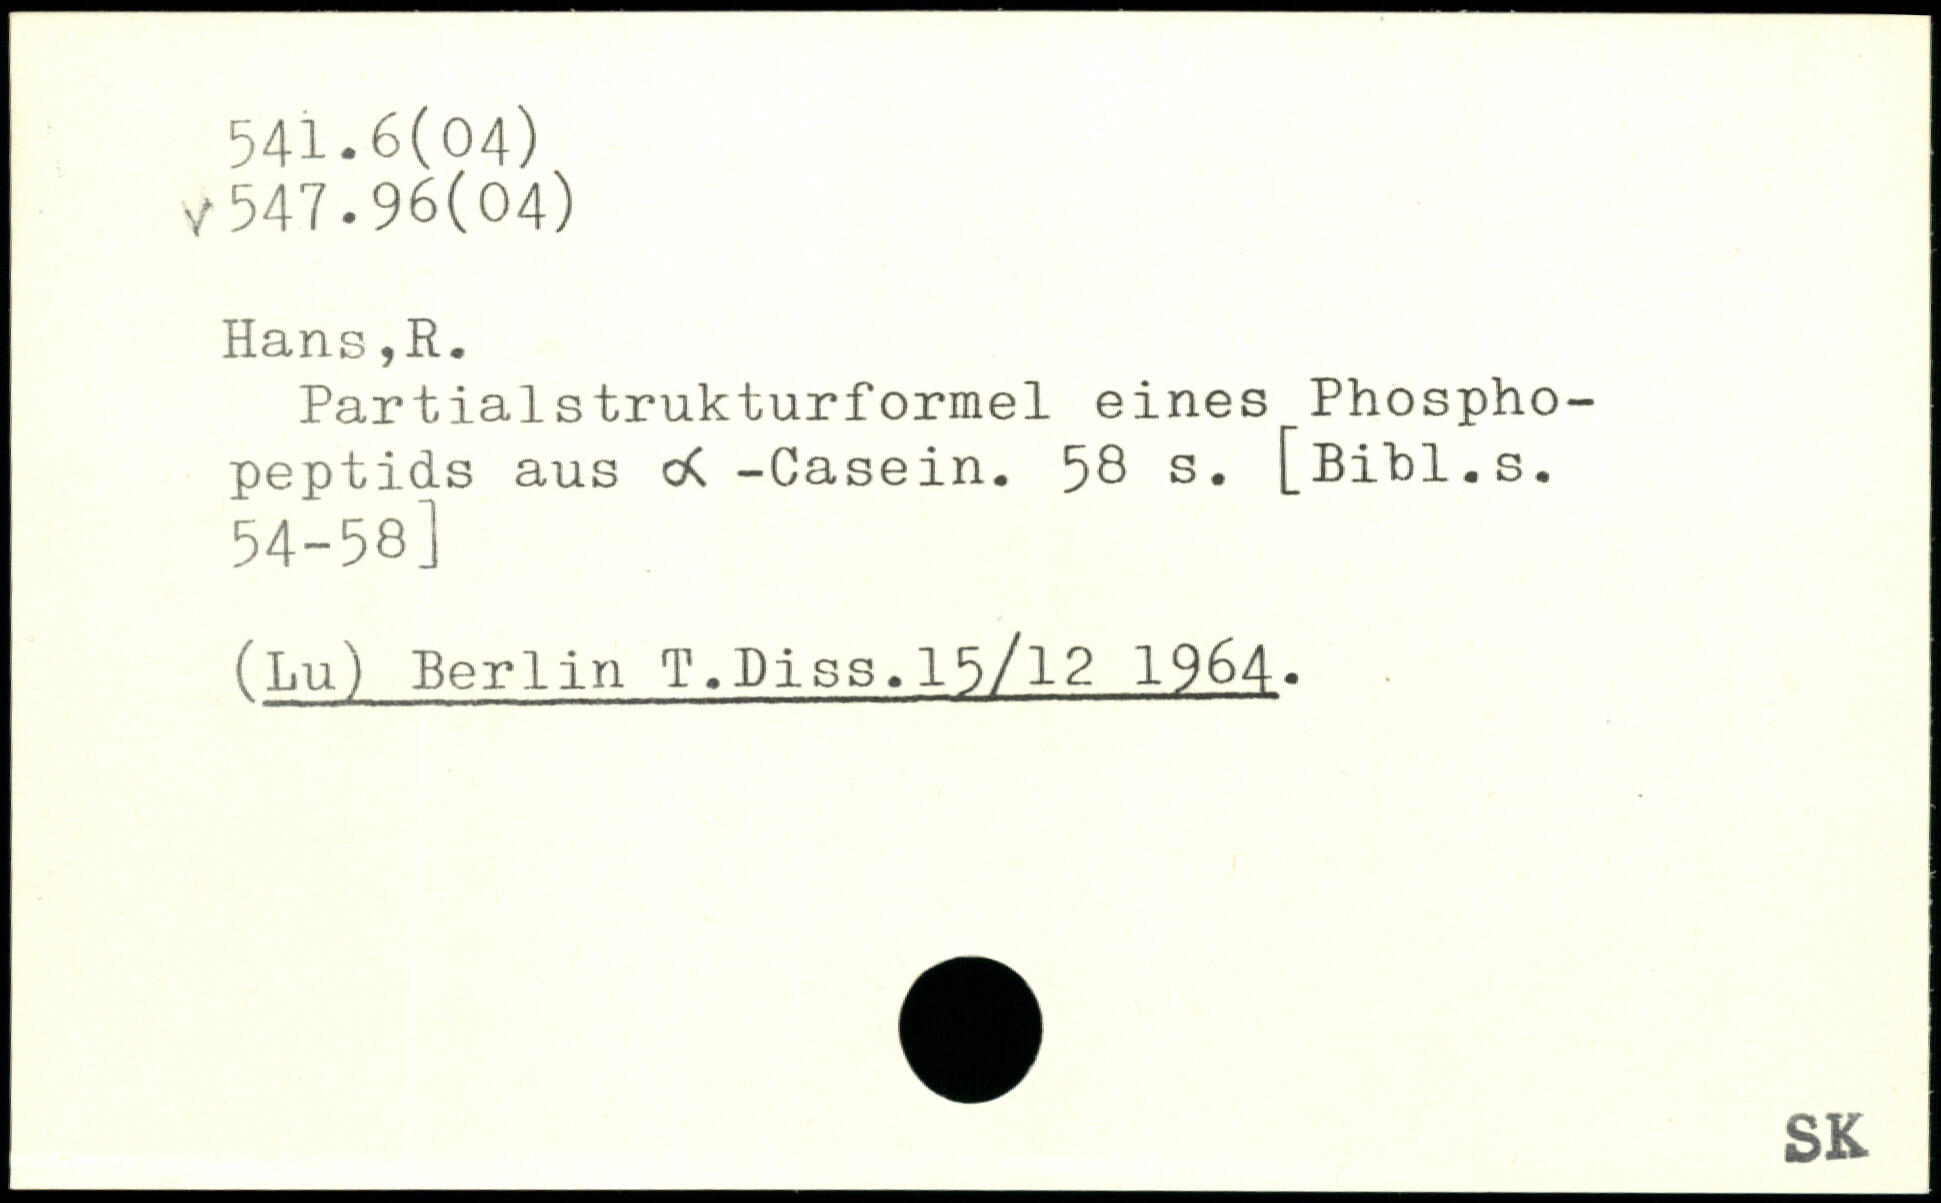 541.6(04)
v 547.96(04)
Hans,R.
Partialstrukturformel eines Phospho-
peptids aus α -Casein. 58 s. [Bibl.s.
54-58]
(Lu) Berlin T.Diss.15/12 1964.
SK